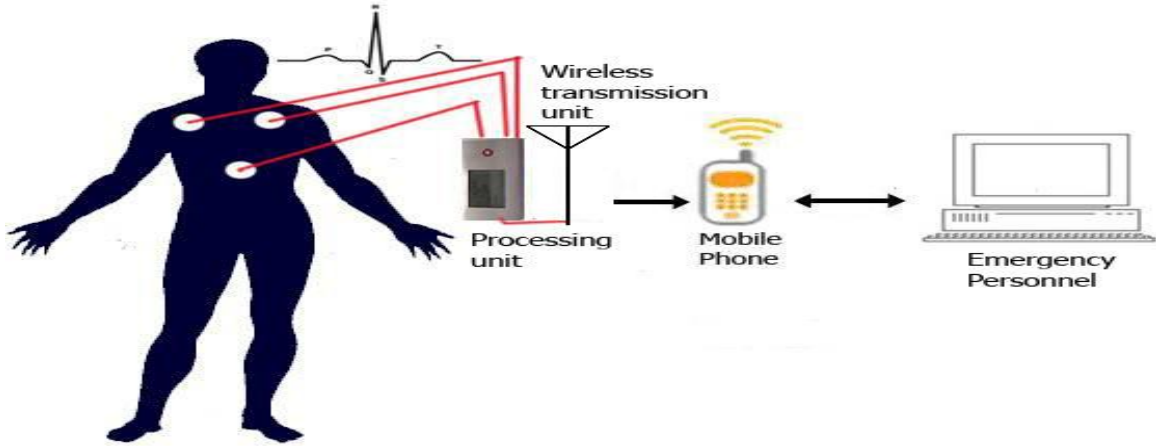 R
P
T
Q
S
Wireless
transmission
unit
Processing
unit
Mobile
Phone
Emergency
Personnel